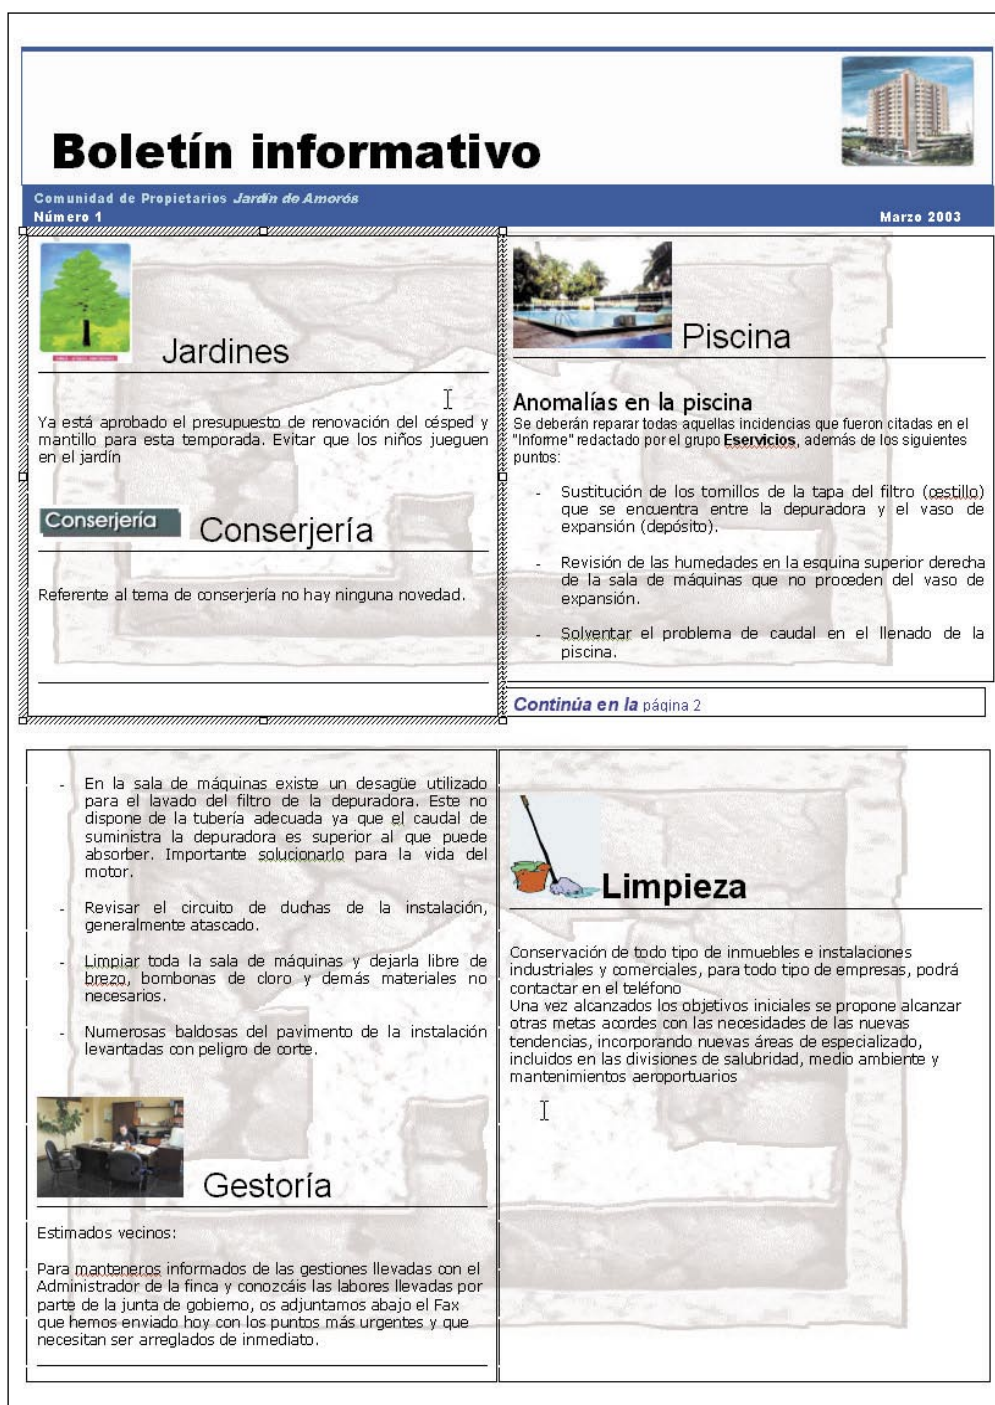 Boletín informativo
Comunidad de Propietarios Jardín de Amorós
Número 1
Marzo 2003
Jardines
Ya está aprobado el presupuesto de renovación del césped y
mantillo para esta temporada. Evitar que los niños jueguen
en el jardín
Conserjería
Conserjería
Referente al tema de conserjería no hay ninguna novedad.
Piscina
Anomalías en la piscina
Se deberán reparar todas aquellas incidencias que fueron citadas en el
"Informe" redactado por el grupo Eservicios, además de los siguientes
puntos:
- Sustitución de los tornillos de la tapa del filtro (cestillo)
que se encuentra entre la depuradora y el vaso de
expansión (depósito).
- Revisión de las humedades en la esquina superior derecha
de la sala de máquinas que no proceden del vaso de
expansión.
- Solventar el problema de caudal en el llenado de la
piscina.
Continúa en la página 2
- En la sala de máquinas existe un desagüe utilizado
para el lavado del filtro de la depuradora. Este no
dispone de la tubería adecuada ya que el caudal de
suministra la depuradora es superior al que puede
absorber. Importante solucionarlo para la vida del
motor.
- Revisar el circuito de duchas de la instalación,
generalmente atascado.
- Limpiar toda la sala de máquinas y dejarla libre de
brezo, bombonas de cloro y demás materiales no
necesarios.
- Numerosas baldosas del pavimento de la instalación
levantadas con peligro de corte.
Gestoría
Estimados vecinos:
Para manteneros informados de las gestiones llevadas con el
Administrador de la finca y conozcáis las labores llevadas por
parte de la junta de gobierno, os adjuntamos abajo el Fax
que hemos enviado hoy con los puntos más urgentes y que
necesitan ser arreglados de inmediato.
Limpieza
Conservación de todo tipo de inmuebles e instalaciones
industriales y comerciales, para todo tipo de empresas, podrá
contactar en el teléfono
Una vez alcanzados los objetivos iniciales se propone alcanzar
otras metas acordes con las necesidades de las nuevas
tendencias, incorporando nuevas áreas de especializado,
incluidos en las divisiones de salubridad, medio ambiente y
mantenimientos aeroportuarios